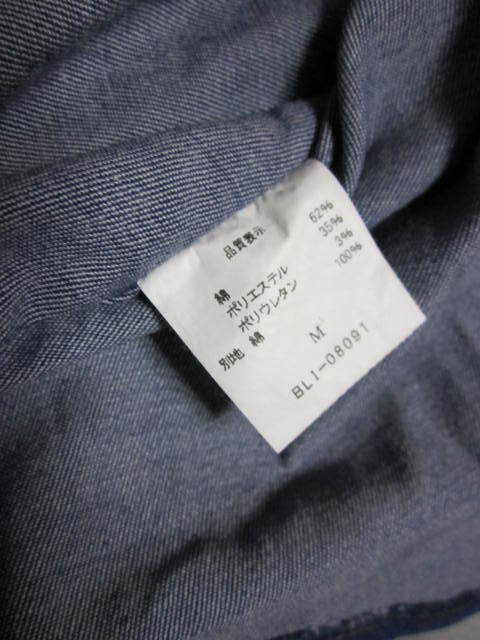 品質表示
綿 62%
ポリエステル 35%
ポリウレタン 3%
別地 綿 100%
M
BL1-08091